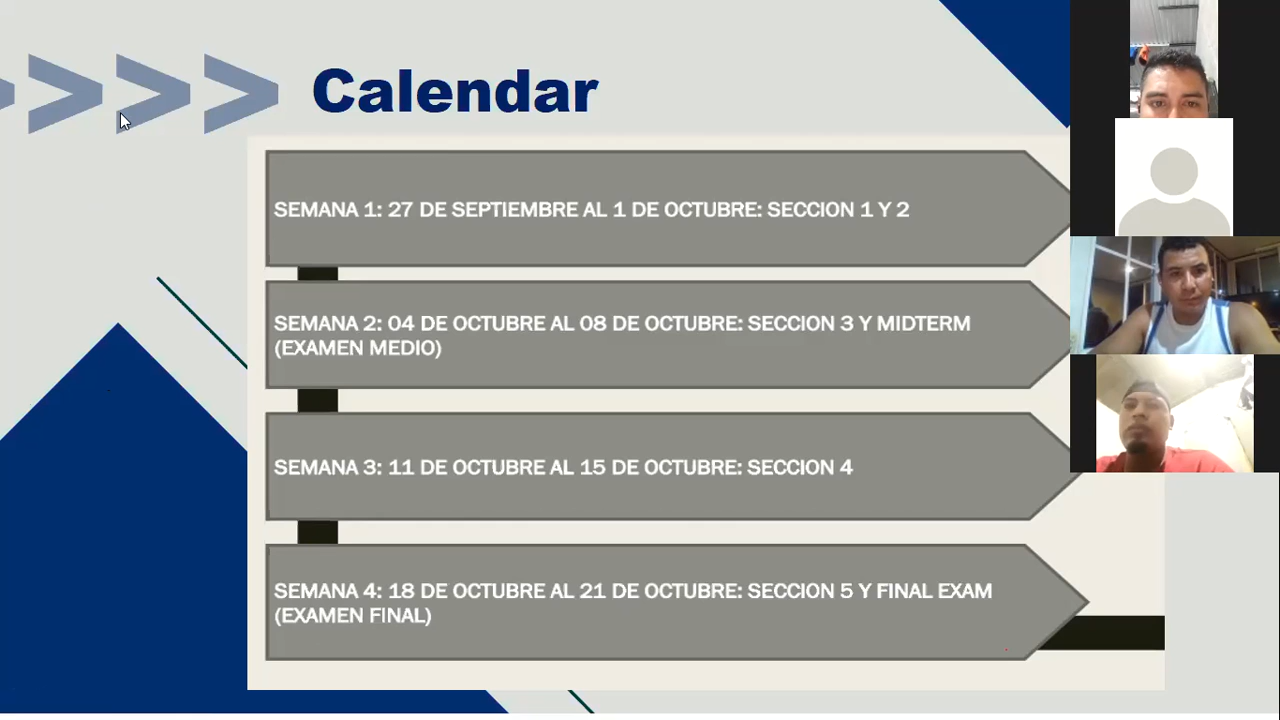 Calendar
SEMANA 1: 27 DE SEPTIEMBRE AL 1 DE OCTUBRE: SECCION 1 Y 2
SEMANA 2: 04 DE OCTUBRE AL 08 DE OCTUBRE: SECCION 3 Y MIDTERM
(EXAMEN MEDIO)
SEMANA 3: 11 DE OCTUBRE AL 15 DE OCTUBRE: SECCION 4
SEMANA 4: 18 DE OCTUBRE AL 21 DE OCTUBRE: SECCION 5 Y FINAL EXAM
(EXAMEN FINAL)